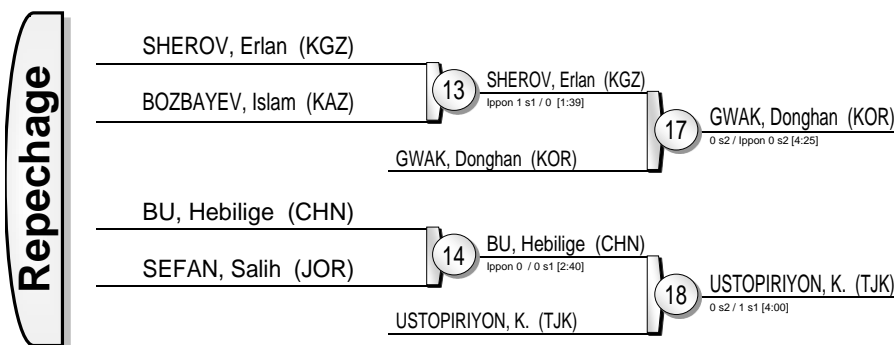 Repechage
SHEROV, Erlan (KGZ)
BOZBAYEV, Islam (KAZ)
13
SHEROV, Erlan (KGZ)
Ippon 1 s1 / 0 [1:39]
GWAK, Donghan (KOR)
17
GWAK, Donghan (KOR)
0 s2 / Ippon 0 s2 [4:25]
BU, Hebilige (CHN)
SEFAN, Salih (JOR)
14
BU, Hebilige (CHN)
Ippon 0 / 0 s1 [2:40]
USTOPIRIYON, K. (TJK)
18
USTOPIRIYON, K. (TJK)
0 s2 / 1 s1 [4:00]